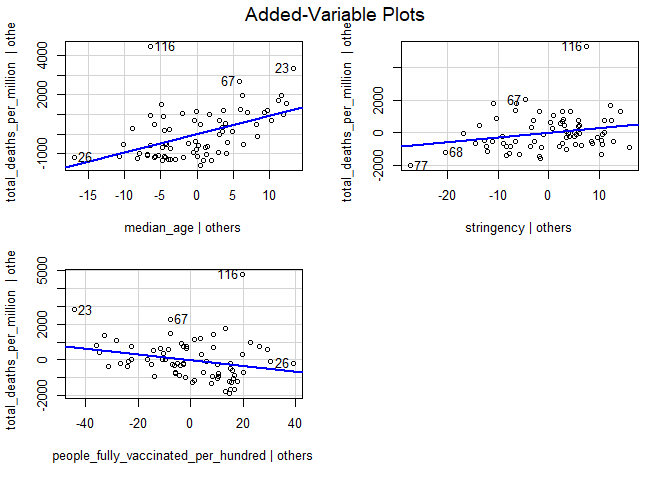 Added-Variable Plots
total_deaths_per_million | othe
4000
2000
-1000
116
23
67
26
-15 -10 -5 0 5 10
median_age | others
total_deaths_per_million | othe
2000
0
-2000
116
67
68
77
-20 -10 0 10
stringency | others
total_deaths_per_million | othe
5000
2000
0
-2000
116
23
67
26
-40 -20 0 20 40
people_fully_vaccinated_per_hundred | others